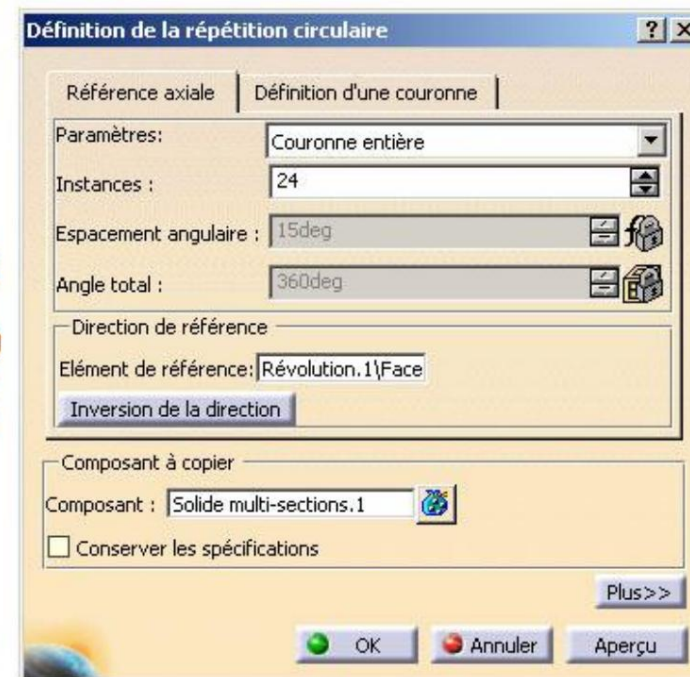 Définition de la répétition circulaire
Référence axiale Définition d'une couronne
Paramètres: Couronne entière
Instances : 24
Espacement angulaire : 15deg
Angle total : 360deg
Direction de référence
Elément de référence: Révolution.1\Face
Inversion de la direction
Composant à copier
Composant : Solide multi-sections.1
Conserver les spécifications
Plus>>
OK Annuler Aperçu